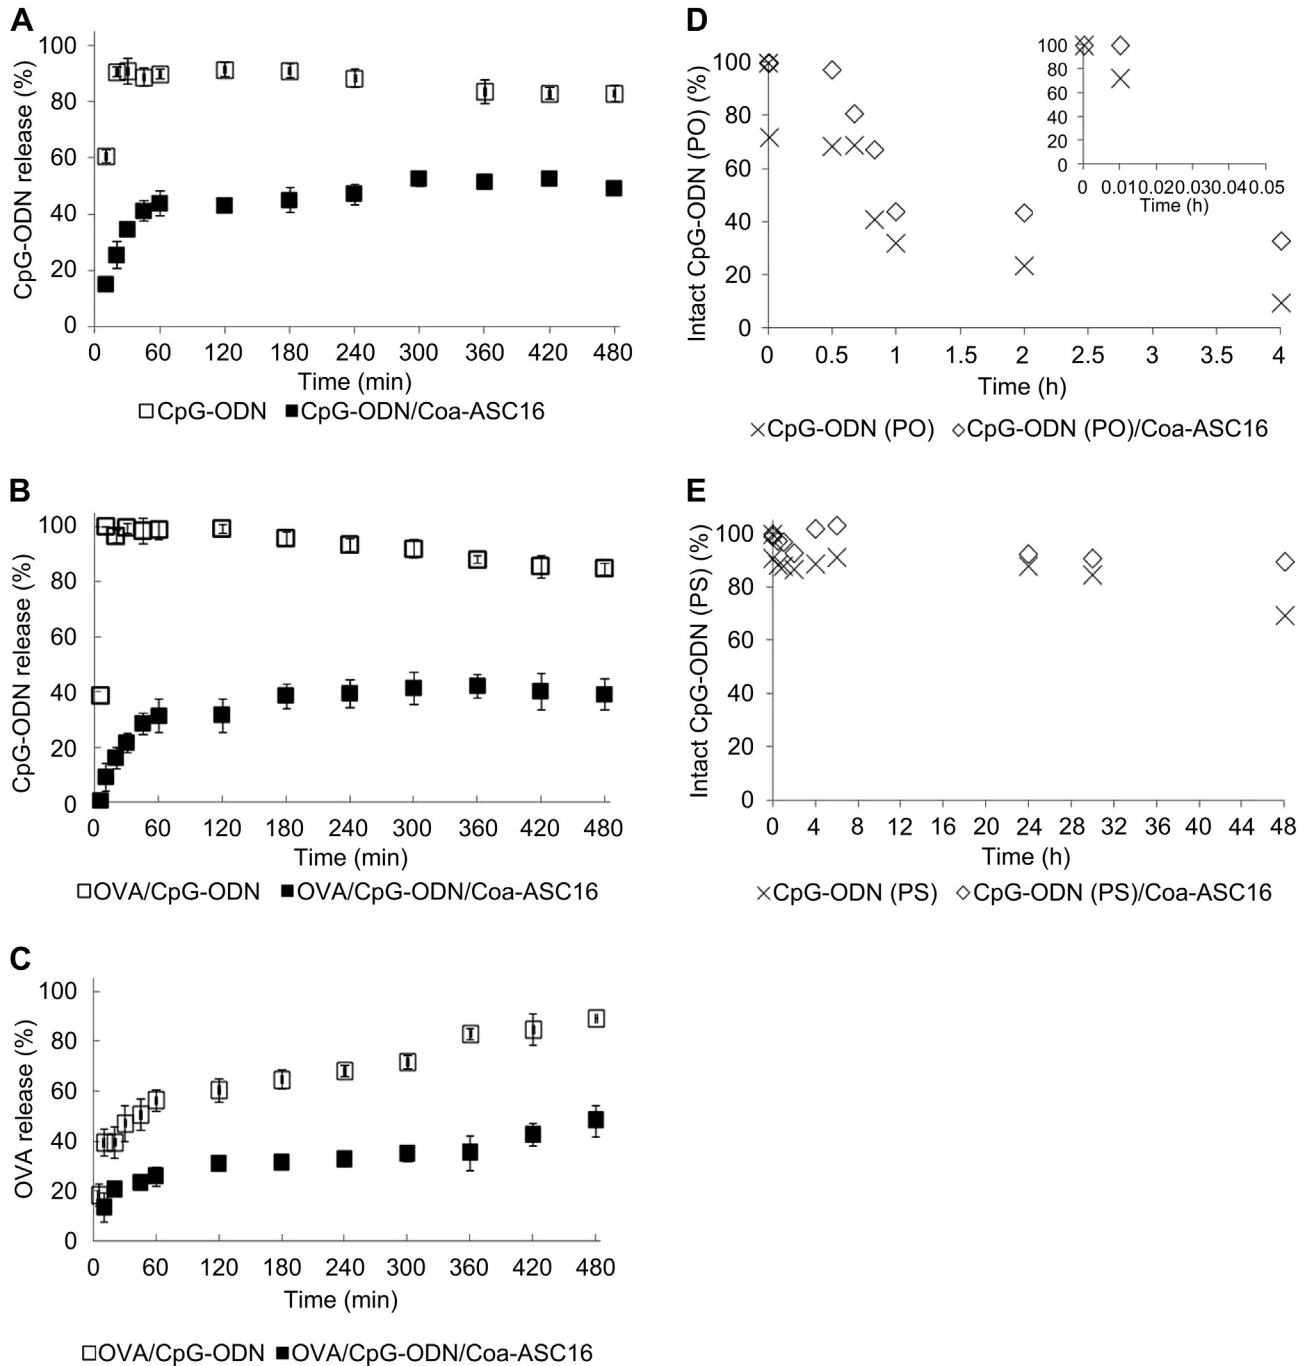 A
CpG-ODN release (%)
100
80
60
40
20
0
0 60 120 180 240 300 360 420 480
Time (min)
CpG-ODN CpG-ODN/Coa-ASC16
B
CpG-ODN release (%)
100
80
60
40
20
0
0 60 120 180 240 300 360 420 480
Time (min)
OVA/CpG-ODN OVA/CpG-ODN/Coa-ASC16
C
OVA release (%)
100
80
60
40
20
0
0 60 120 180 240 300 360 420 480
Time (min)
OVA/CpG-ODN OVA/CpG-ODN/Coa-ASC16
D
Intact CpG-ODN (PO) (%)
100
80
60
40
20
0
0 0.5 1 1.5 2 2.5 3 3.5 4
Time (h)
100
80
60
40
20
0
0 0.01 0.02 0.03 0.04 0.05
Time (h)
CpG-ODN (PO) CpG-ODN (PO)/Coa-ASC16
E
Intact CpG-ODN (PS) (%)
100
80
60
40
20
0
0 4 8 12 16 20 24 28 32 36 40 44 48
Time (h)
CpG-ODN (PS) CpG-ODN (PS)/Coa-ASC16